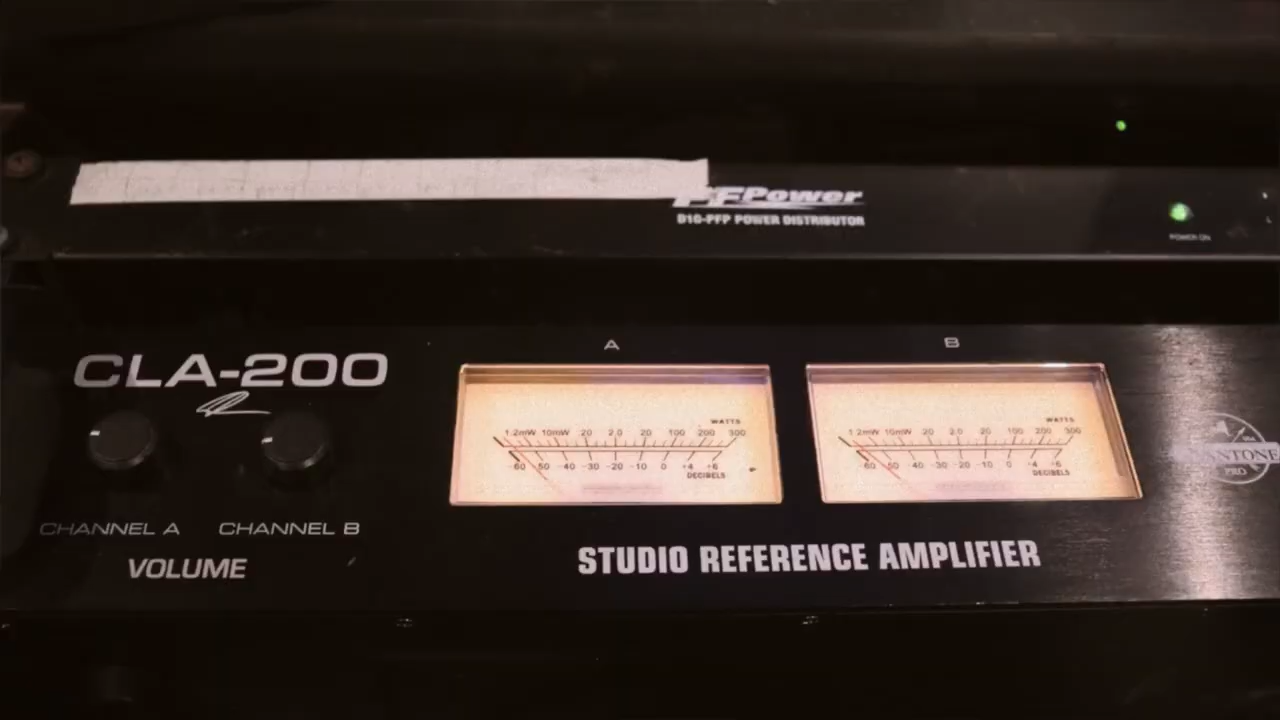 FFPower
D10-PFP POWER DISTRIBUTOR
POWER ON
CLA-200
A
B
WATTS
1.2mW 10mW .20 2.0 20 100 200 300
-60 -50 -40 -30 -20 -10 0 +4 +6
DECIBELS
WATTS
1.2mW 10mW .20 2.0 20 100 200 300
-60 -50 -40 -30 -20 -10 0 +4 +6
DECIBELS
PRO
CHANNEL A
CHANNEL B
VOLUME
STUDIO REFERENCE AMPLIFIER